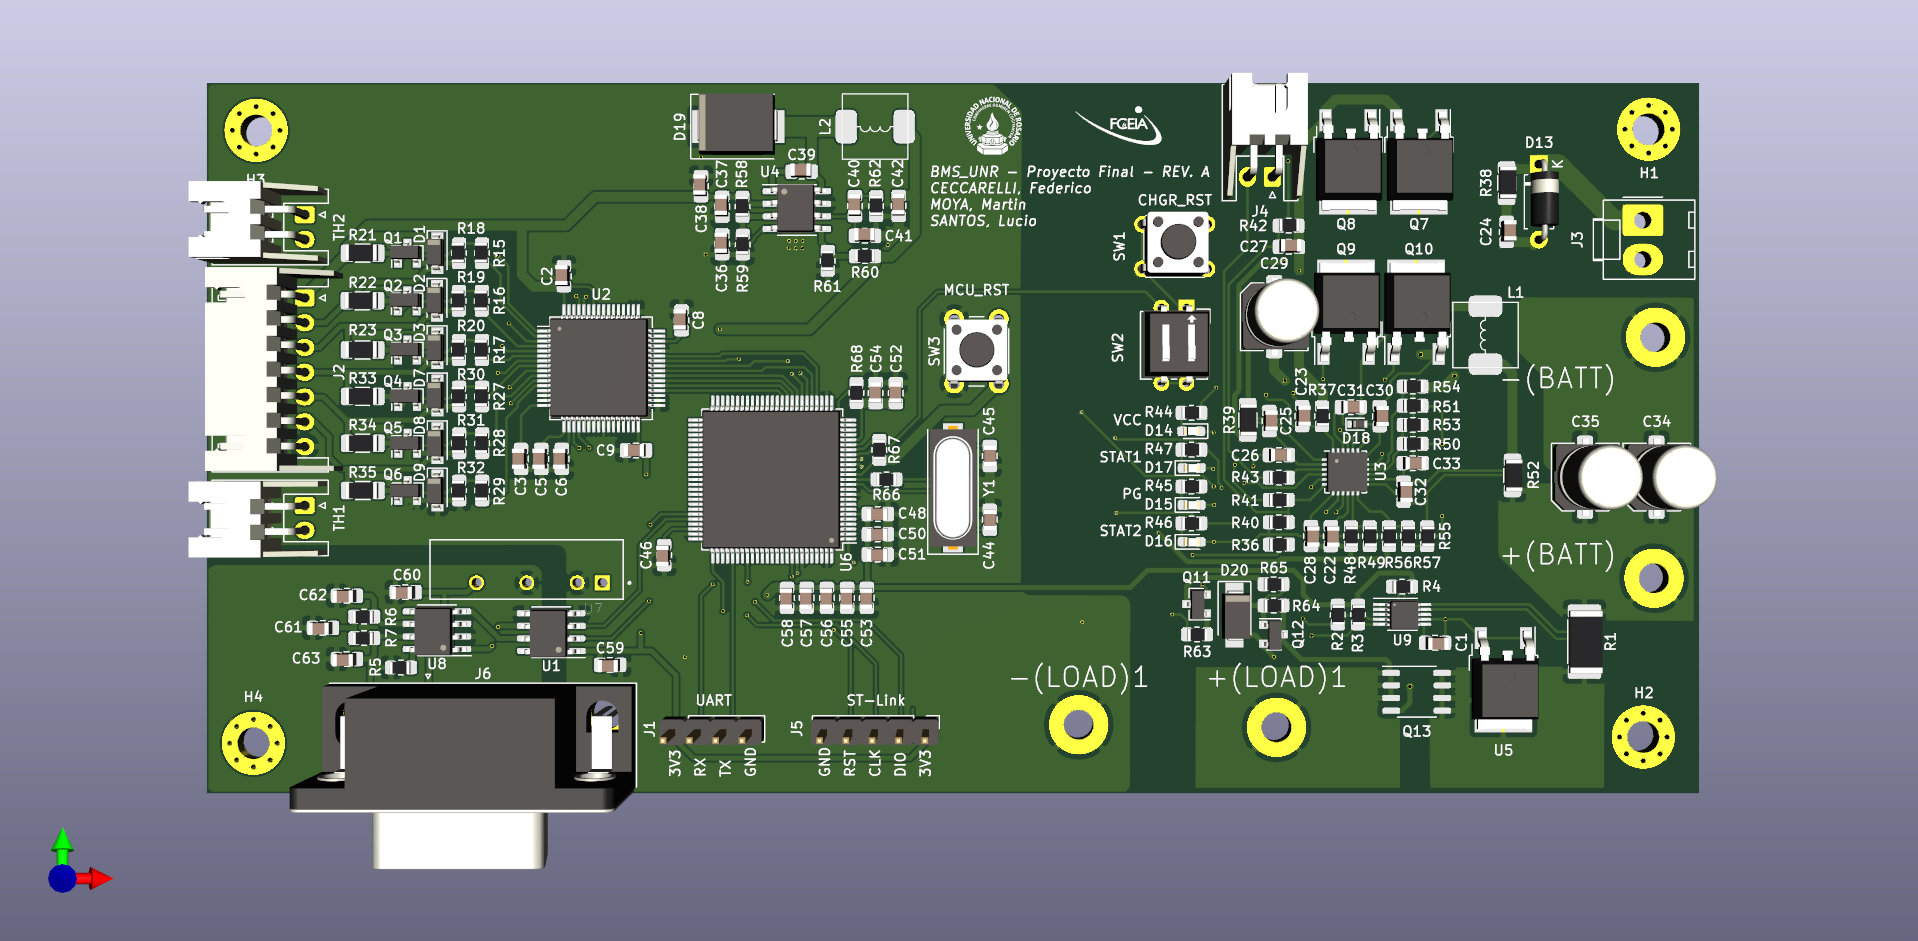 UNIVERSIDAD NACIONAL DE ROSARIO
FCEIA
BMS_UNR - Proyecto Final - REV. A
CECCARELLI, Federico
MOYA, Martin
SANTOS, Lucio
D19
L2
C39
U4
C37
R58
C38
C40
R62
C42
C41
C36
R59
R61
R60
H3
TH2
J2
TH1
R21
Q1
D1
R18
R15
R22
Q2
D2
R19
R16
R23
Q3
D3
R20
R17
R33
Q4
D7
R30
R27
R34
Q5
D8
R31
R28
R35
Q6
D9
R32
R29
C2
U2
C8
C3
C5
C6
C9
MCU_RST
SW3
R68
C54
C52
R67
R66
C45
Y1
C44
C48
C50
C51
U6
C46
C58
C57
C56
C55
C53
CHGR_RST
SW1
SW2
J4
R42
C27
C29
Q8
Q7
Q9
Q10
D13
K
R38
C24
H1
J3
L1
-(BATT)
+(BATT)
C35
C34
R52
VCC
R44
D14
STAT1
R47
D17
PG
R45
D15
STAT2
R46
D16
R39
C25
C23
R37
C31
C30
D18
R54
R51
R53
R50
C33
C32
U3
C26
R43
R41
R40
R36
C28
C22
R48
R49
R56
R57
R55
Q11
D20
R65
R64
R63
Q12
R2
R3
R4
U9
C1
R1
Q13
U5
H2
-(LOAD)1
+(LOAD)1
C62
C60
C61
C63
R6
R7
R5
U8
U1
U7
C59
J6
H4
UART
J1
3V3
RX
TX
GND
ST-Link
J5
GND
RST
CLK
DIO
3V3